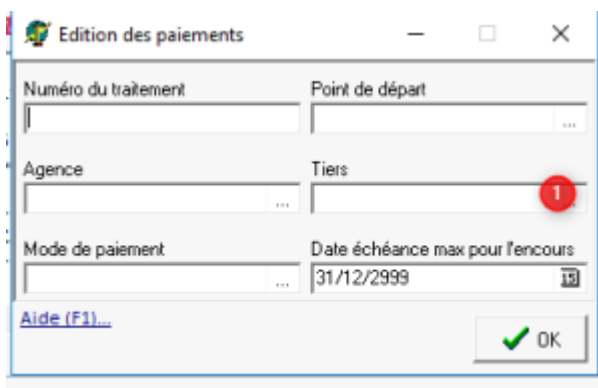 Edition des paiements
Numéro du traitement Point de départ
...
Agence Tiers
... 1
Mode de paiement Date échéance max pour l'encours
... 31/12/2999 15
Aide (F1)...
OK